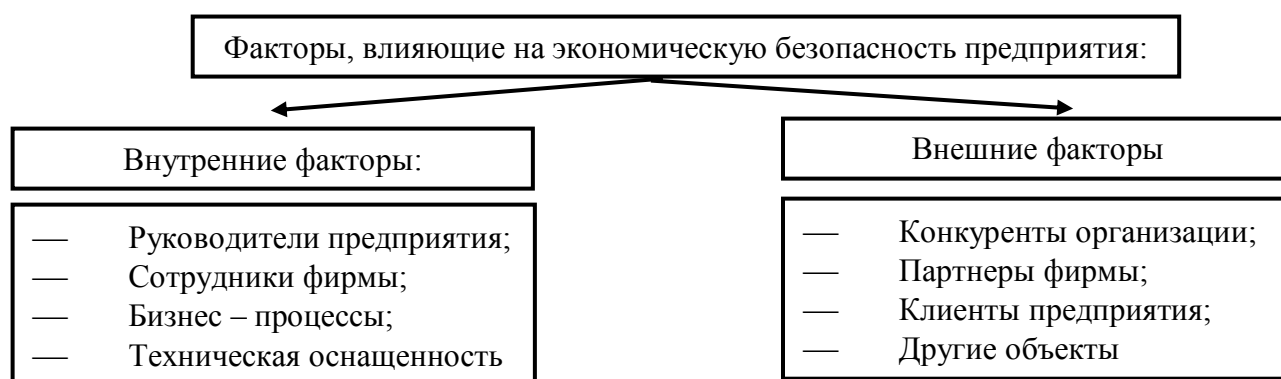 Факторы, влияющие на экономическую безопасность предприятия:
Внутренние факторы:
— Руководители предприятия;
— Сотрудники фирмы;
— Бизнес – процессы;
— Техническая оснащенность
Внешние факторы
— Конкуренты организации;
— Партнеры фирмы;
— Клиенты предприятия;
— Другие объекты